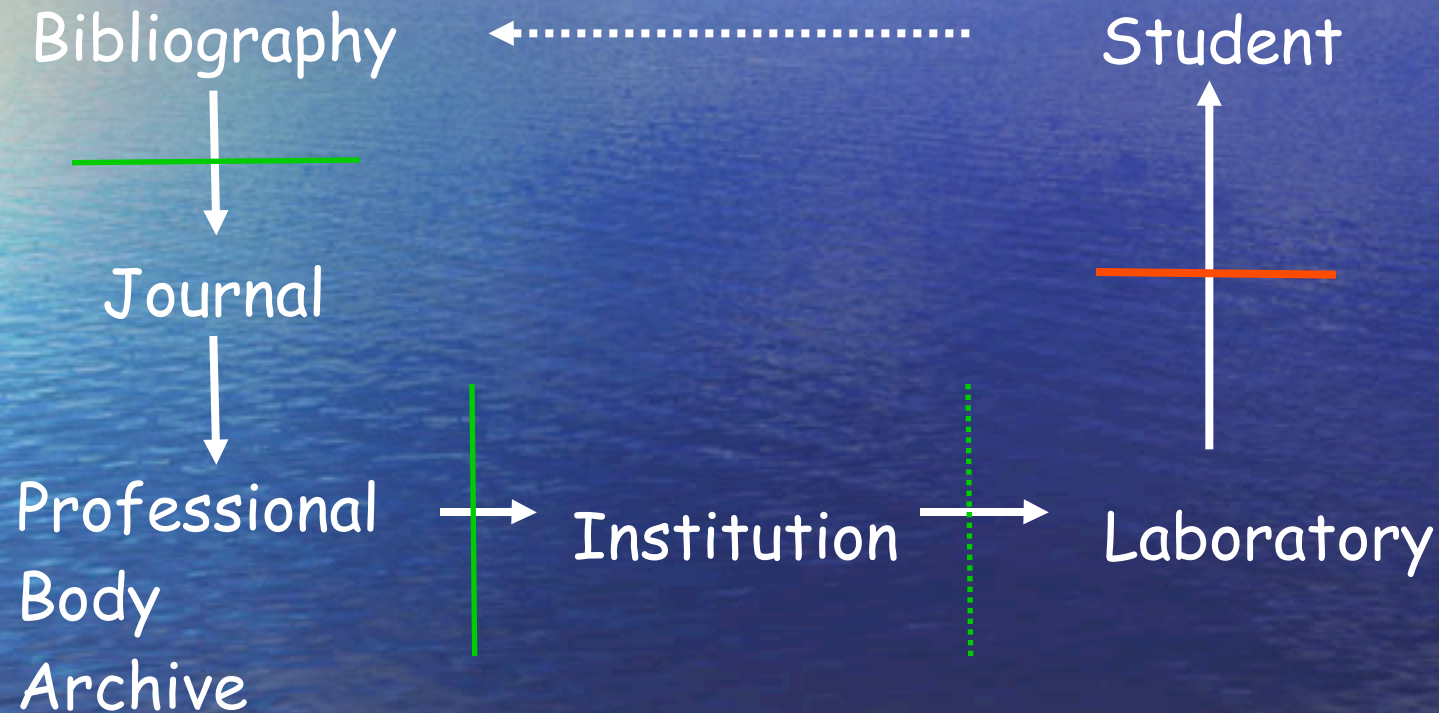 Bibliography
Student
Journal
Professional
Body
Archive
Institution
Laboratory